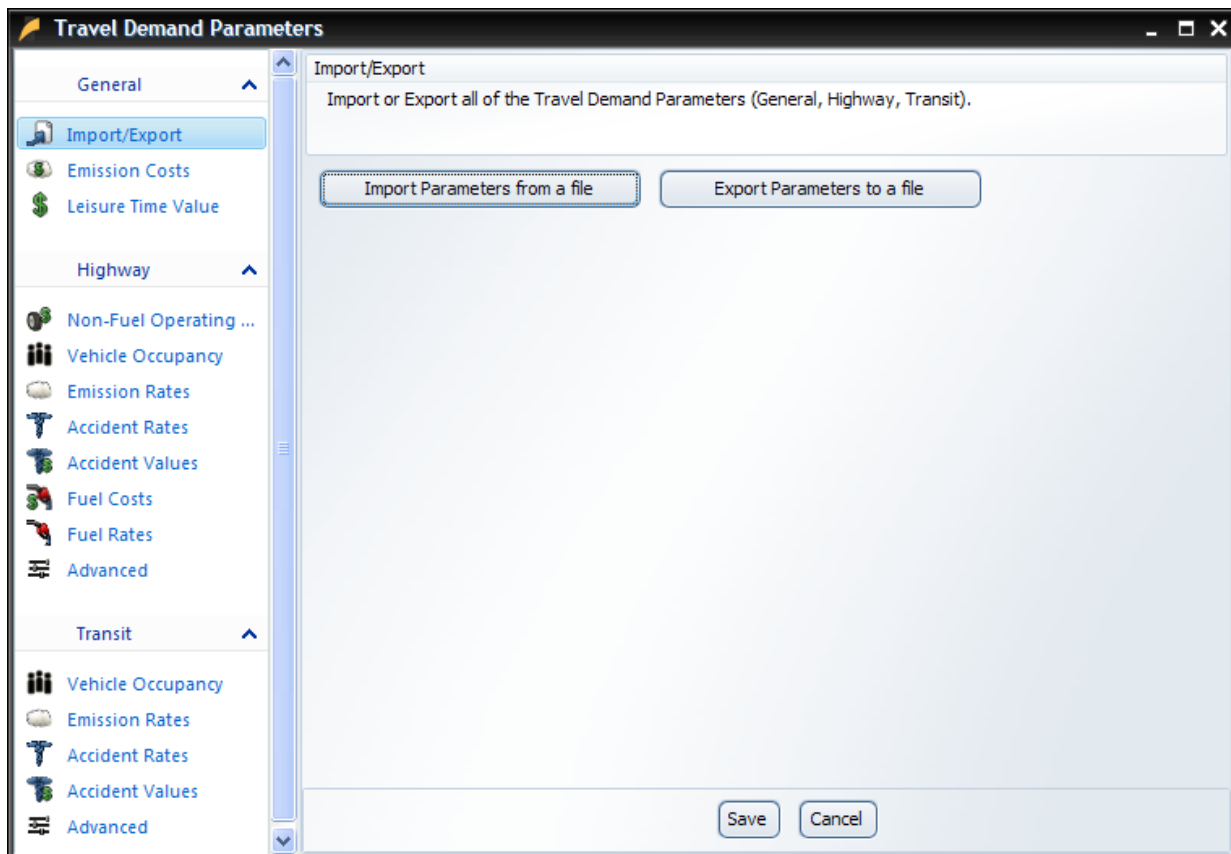 Travel Demand Parameters
General
Import/Export
Emission Costs
Leisure Time Value
Highway
Non-Fuel Operating ...
Vehicle Occupancy
Emission Rates
Accident Rates
Accident Values
Fuel Costs
Fuel Rates
Advanced
Transit
Vehicle Occupancy
Emission Rates
Accident Rates
Accident Values
Advanced
Import/Export
Import or Export all of the Travel Demand Parameters (General, Highway, Transit).
Import Parameters from a file
Export Parameters to a file
Save
Cancel